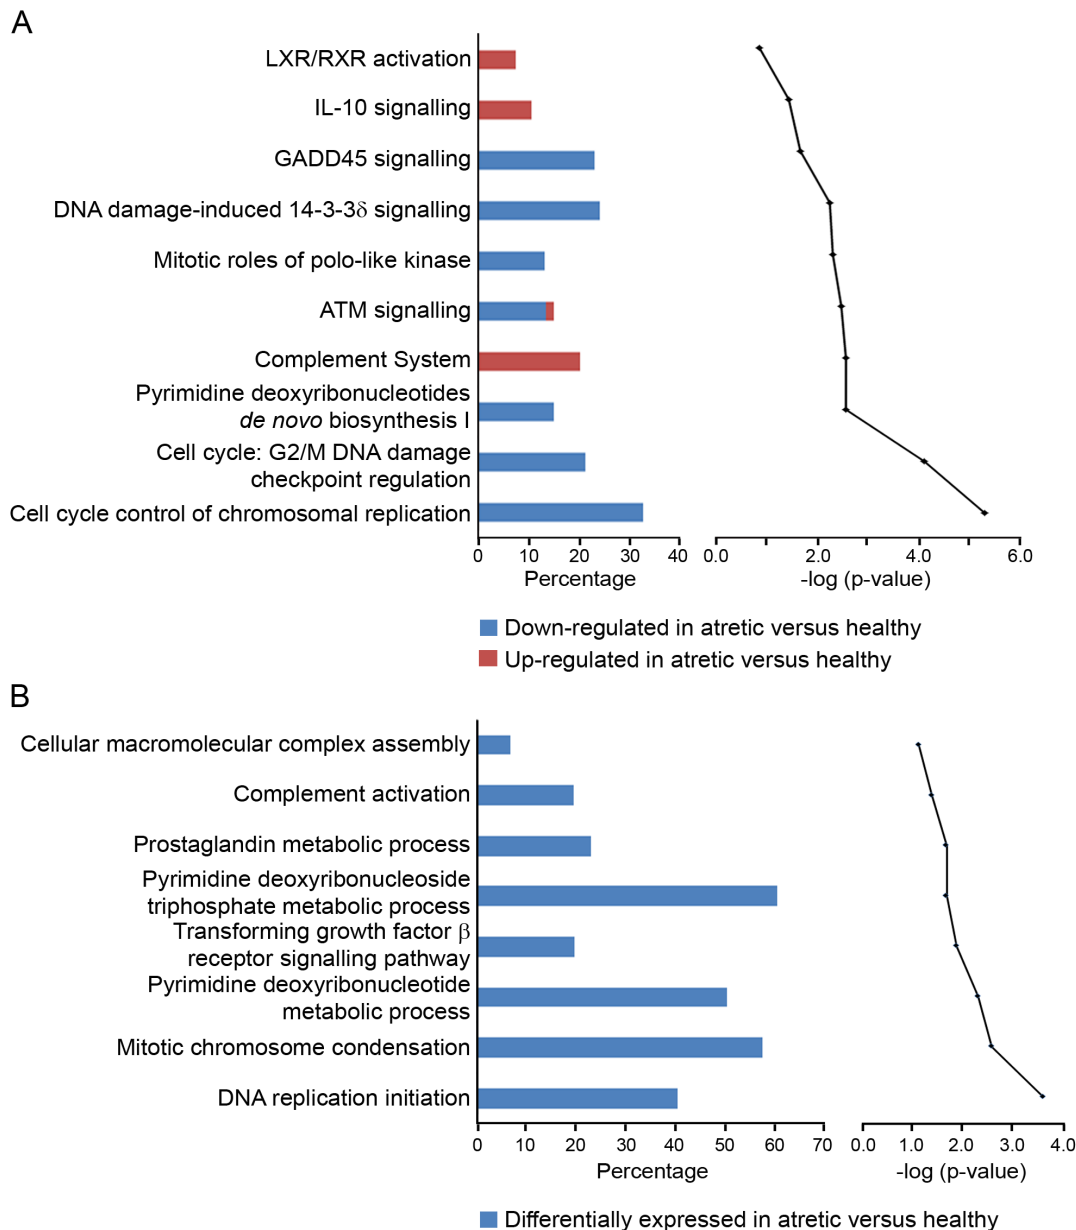 A
LXR/RXR activation
IL-10 signalling
GADD45 signalling
DNA damage-induced 14-3-3δ signalling
Mitotic roles of polo-like kinase
ATM signalling
Complement System
Pyrimidine deoxyribonucleotides
de novo biosynthesis I
Cell cycle: G2/M DNA damage
checkpoint regulation
Cell cycle control of chromosomal replication
0 10 20 30 40
Percentage
0.0 2.0 4.0 6.0
-log (p-value)
Down-regulated in atretic versus healthy
Up-regulated in atretic versus healthy
B
Cellular macromolecular complex assembly
Complement activation
Prostaglandin metabolic process
Pyrimidine deoxyribonucleoside
triphosphate metabolic process
Transforming growth factor β
receptor signalling pathway
Pyrimidine deoxyribonucleotide
metabolic process
Mitotic chromosome condensation
DNA replication initiation
0 10 20 30 40 50 60 70
Percentage
0.0 1.0 2.0 3.0 4.0
-log (p-value)
Differentially expressed in atretic versus healthy